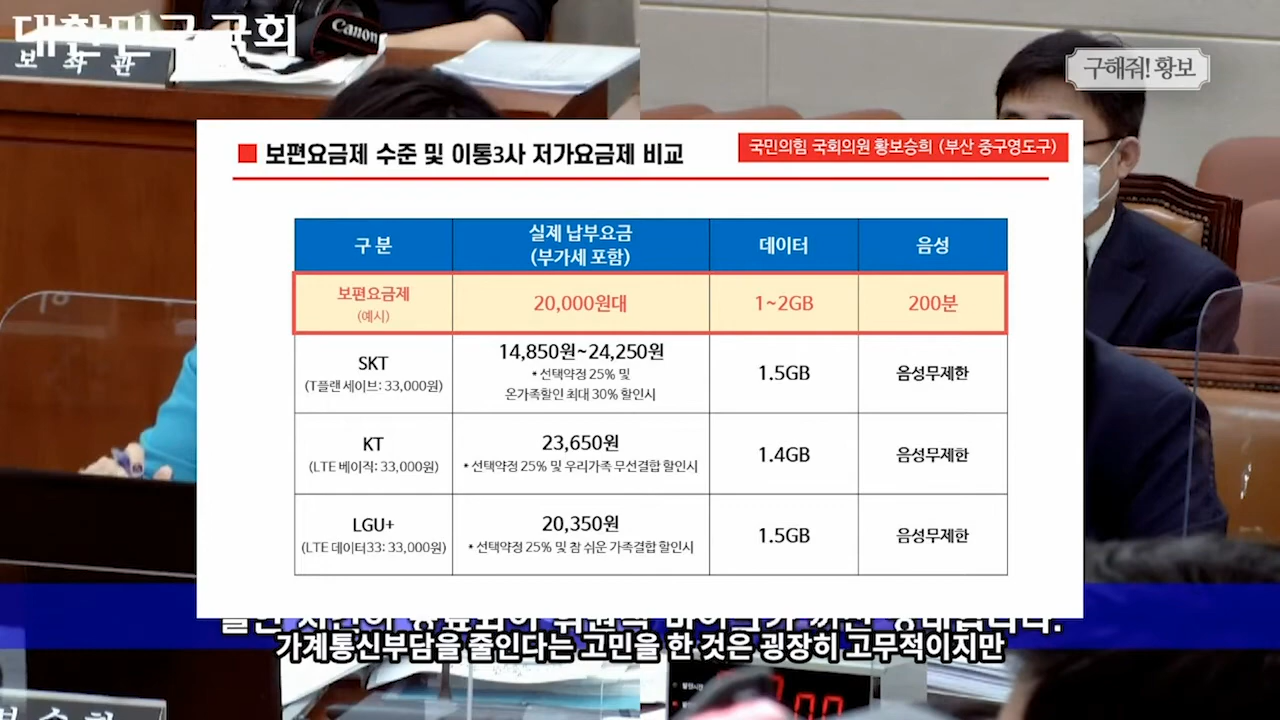 대한민국국회
Canon
보 좌 관
구해줘! 황보
보편요금제 수준 및 이통3사 저가요금제 비교
국민의힘 국회의원 황보승희 (부산 중구영도구)
구 분
실제 납부요금
(부가세 포함)
데이터
음성
보편요금제
(예시)
20,000원대
1~2GB
200분
SKT
(T플랜 세이브: 33,000원)
14,850원~24,250원
* 선택약정 25% 및
온가족할인 최대 30% 할인시
1.5GB
음성무제한
KT
(LTE 베이직: 33,000원)
23,650원
* 선택약정 25% 및 우리가족 무선결합 할인시
1.4GB
음성무제한
LGU+
(LTE 데이터33: 33,000원)
20,350원
* 선택약정 25% 및 참 쉬운 가족결합 할인시
1.5GB
음성무제한
가계통신부담을 줄인다는 고민을 한 것은 굉장히 고무적이지만